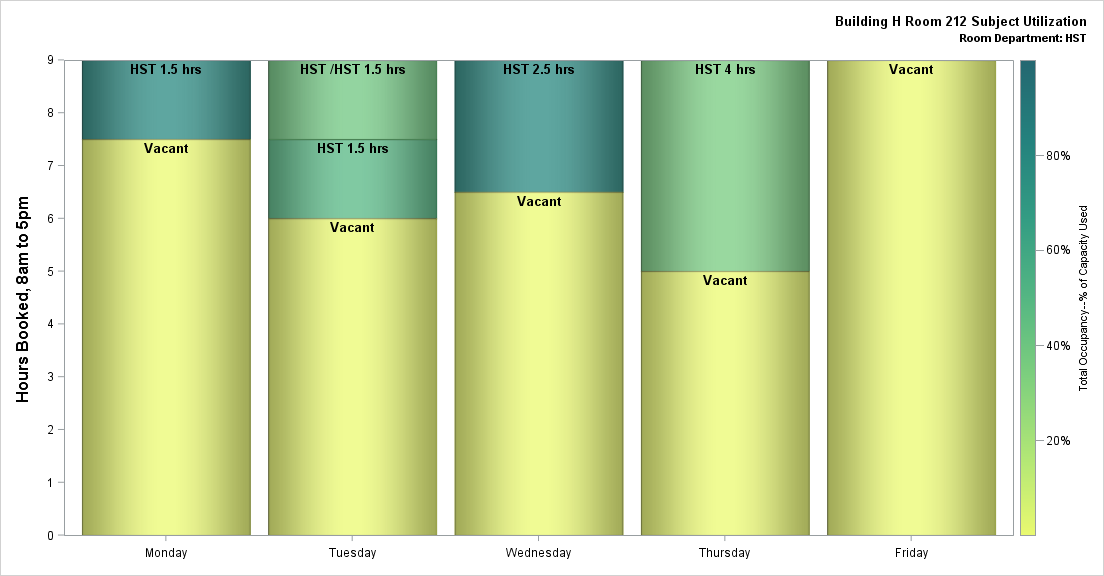 Building H Room 212 Subject Utilization
Room Department: HST
Hours Booked, 8am to 5pm
9
8
7
6
5
4
3
2
1
0
HST 1.5 hrs
Vacant
HST /HST 1.5 hrs
HST 1.5 hrs
Vacant
HST 2.5 hrs
Vacant
HST 4 hrs
Vacant
Vacant
Monday
Tuesday
Wednesday
Thursday
Friday
80%
60%
40%
20%
Total Occupancy--% of Capacity Used